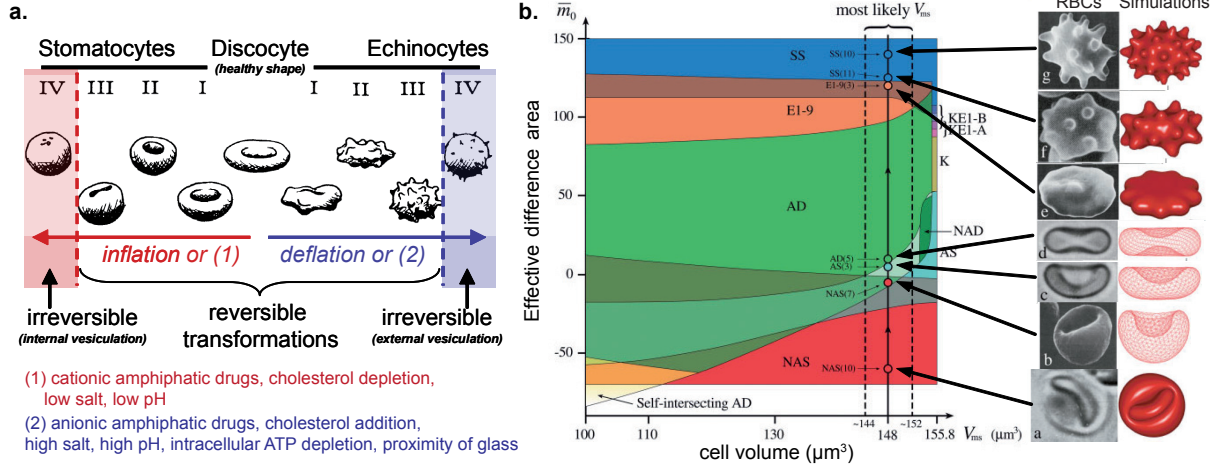 a.
Stomatocytes Discocyte Echinocytes
(healthy shape)
IV III II I I II III IV
inflation or (1) deflation or (2)
irreversible
(internal vesiculation)
reversible
transformations
irreversible
(external vesiculation)
(1) cationic amphiphatic drugs, cholesterol depletion,
low salt, low pH
(2) anionic amphiphatic drugs, cholesterol addition,
high salt, high pH, intracellular ATP depletion, proximity of glass
b.
m̅₀
most likely Vms
RBCs Simulations
Effective difference area
150
100
50
0
-50
SS
SS(10)
SS(11)
E1-9(3)
E1-9
}KE1-B
}KE1-A
K
AD
NAD
AS
AD(5)
AS(3)
NAS(7)
NAS
NAS(10)
Self-intersecting AD
~144 ~152
100 110 130 148 155.8
Vms (μm³)
cell volume (μm³)
g
f
e
d
c
b
a